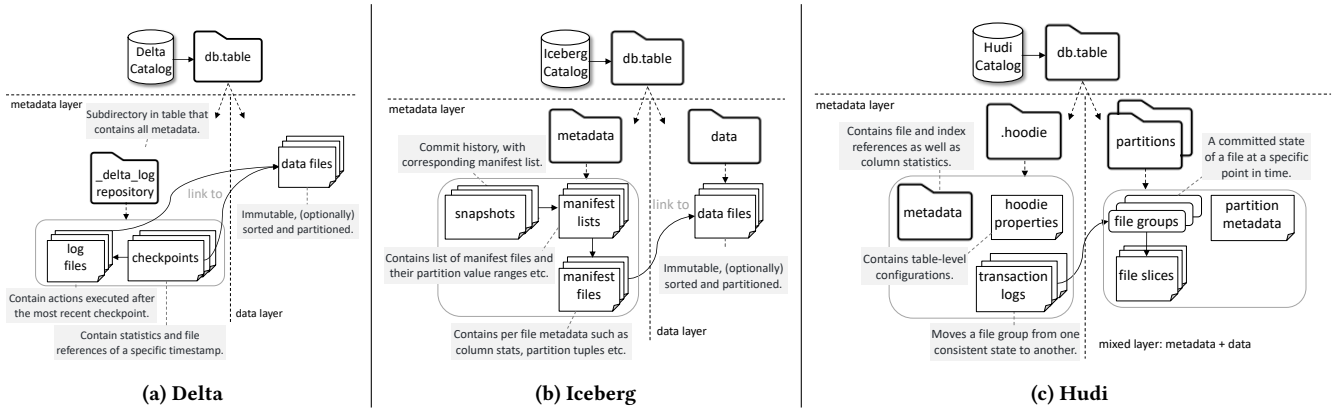 Delta
Catalog
db.table
metadata layer
Subdirectory in table that
contains all metadata.
_delta_log
repository
data files
link to
Immutable, (optionally)
sorted and partitioned.
log
files
checkpoints
Contain actions executed after
the most recent checkpoint.
data layer
Contain statistics and file
references of a specific timestamp.
(a) Delta
Iceberg
Catalog
db.table
metadata layer
metadata
data
Commit history, with
corresponding manifest list.
snapshots
manifest
lists
link to
data files
Contains list of manifest files and
their partition value ranges etc.
manifest
files
Immutable, (optionally)
sorted and partitioned.
Contains per file metadata such as
column stats, partition tuples etc.
data layer
(b) Iceberg
Hudi
Catalog
db.table
metadata layer
Contains file and index
references as well as
column statistics.
.hoodie
partitions
A committed state
of a file at a specific
point in time.
metadata
hoodie
properties
file groups
partition
metadata
Contains table-level
configurations.
transaction
logs
file slices
Moves a file group from one
consistent state to another.
mixed layer: metadata + data
(c) Hudi